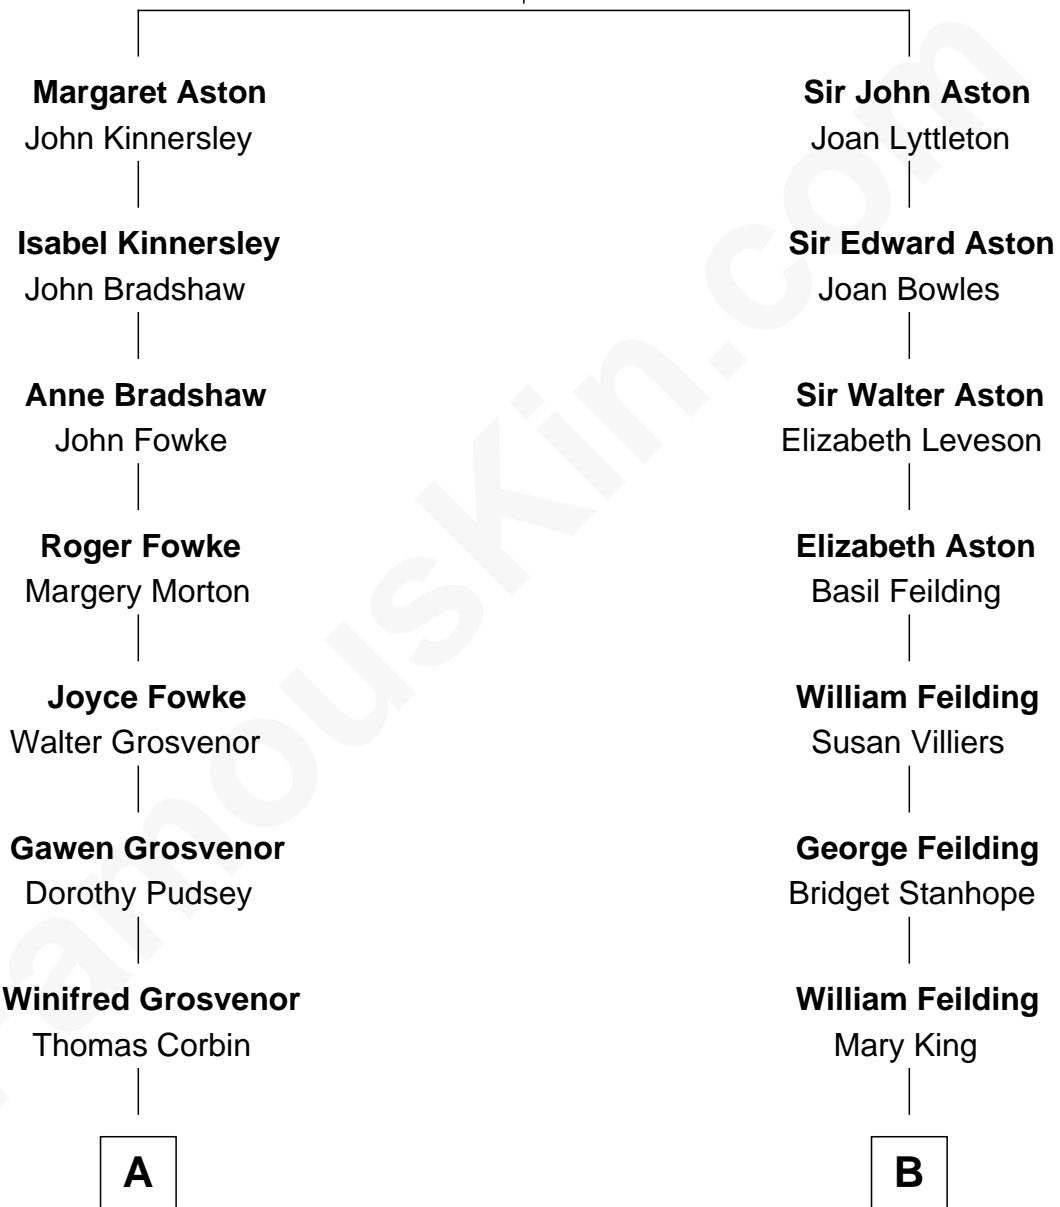 Margaret Aston
John Kinnersley
Isabel Kinnersley
John Bradshaw
Anne Bradshaw
John Fowke
Roger Fowke
Margery Morton
Joyce Fowke
Walter Grosvenor
Gawen Grosvenor
Dorothy Pudsey
Winifred Grosvenor
Thomas Corbin
A
Sir John Aston
Joan Lyttleton
Sir Edward Aston
Joan Bowles
Sir Walter Aston
Elizabeth Leveson
Elizabeth Aston
Basil Feilding
William Feilding
Susan Villiers
George Feilding
Bridget Stanhope
William Feilding
Mary King
B
FamousKin.com